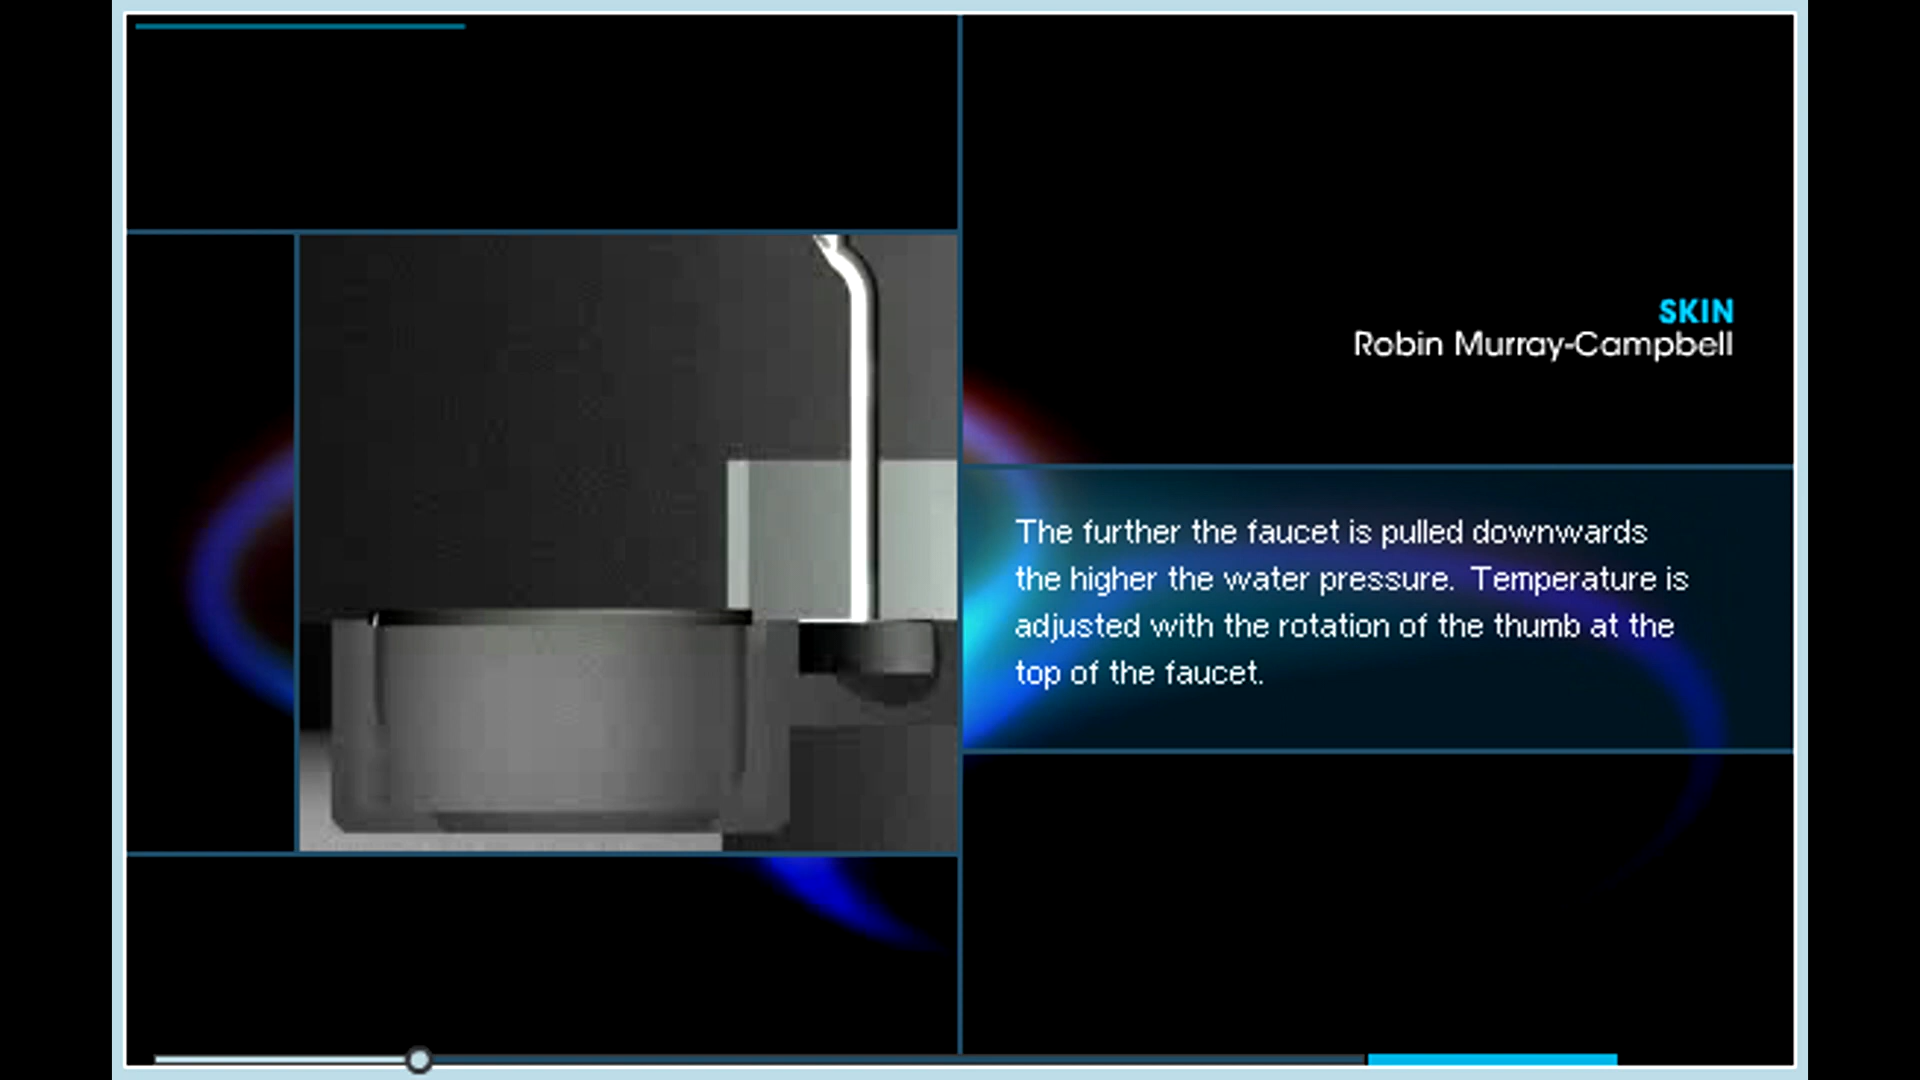 SKIN
Robin Murray-Campbell
The further the faucet is pulled downwards
the higher the water pressure.  Temperature is
adjusted with the rotation of the thumb at the
top of the faucet.